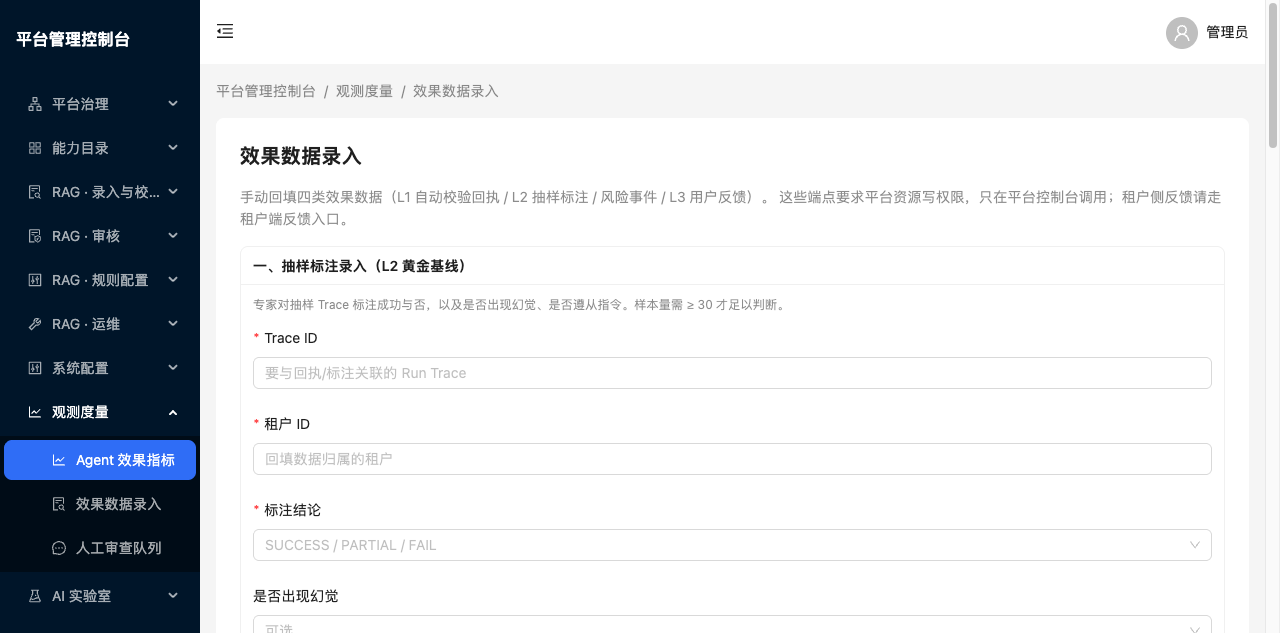 平台管理控制台
管理员
平台治理
能力目录
RAG · 录入与校...
RAG · 审核
RAG · 规则配置
RAG · 运维
系统配置
观测度量
Agent 效果指标
效果数据录入
人工审查队列
AI 实验室
平台管理控制台 / 观测度量 / 效果数据录入
效果数据录入
手动回填四类效果数据（L1 自动校验回执 / L2 抽样标注 / 风险事件 / L3 用户反馈）。 这些端点要求平台资源写权限，只在平台控制台调用；租户侧反馈请走
租户端反馈入口。
一、抽样标注录入（L2 黄金基线）
专家对抽样 Trace 标注成功与否，以及是否出现幻觉、是否遵从指令。样本量需 ≥ 30 才足以判断。
* Trace ID
要与回执/标注关联的 Run Trace
* 租户 ID
回填数据归属的租户
* 标注结论
SUCCESS / PARTIAL / FAIL
是否出现幻觉
可选